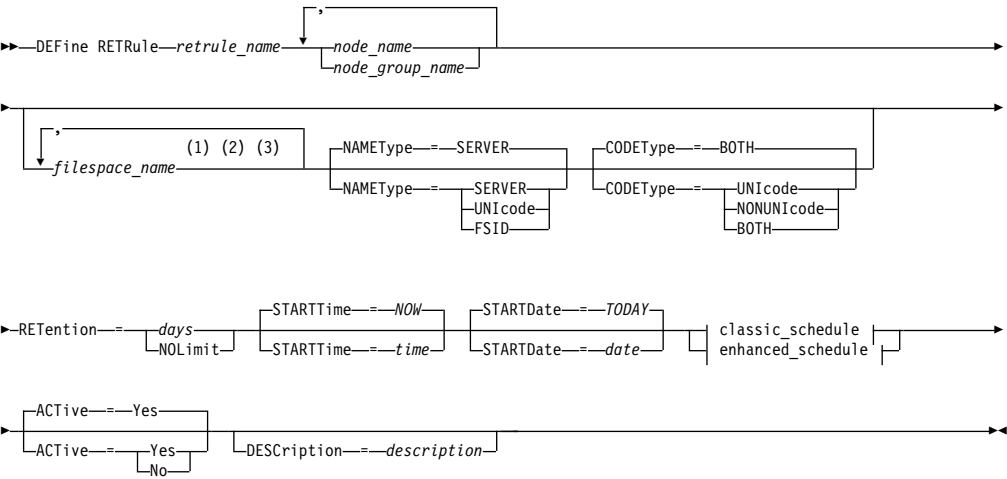 ,
DEFine RETRule retrule_name node_name
node_group_name
,
(1) (2) (3)
filespace_name
NAMEType = SERVER
NAMEType = SERVER
UNIcode
FSID
CODEType = BOTH
CODEType = UNIcode
NONUNIcode
BOTH
RETention = days
NOLimit
STARTTime = NOW
STARTTime = time
STARTDate = TODAY
STARTDate = date
classic_schedule
enhanced_schedule
ACTive = Yes
ACTive = Yes
No
DESCription = description